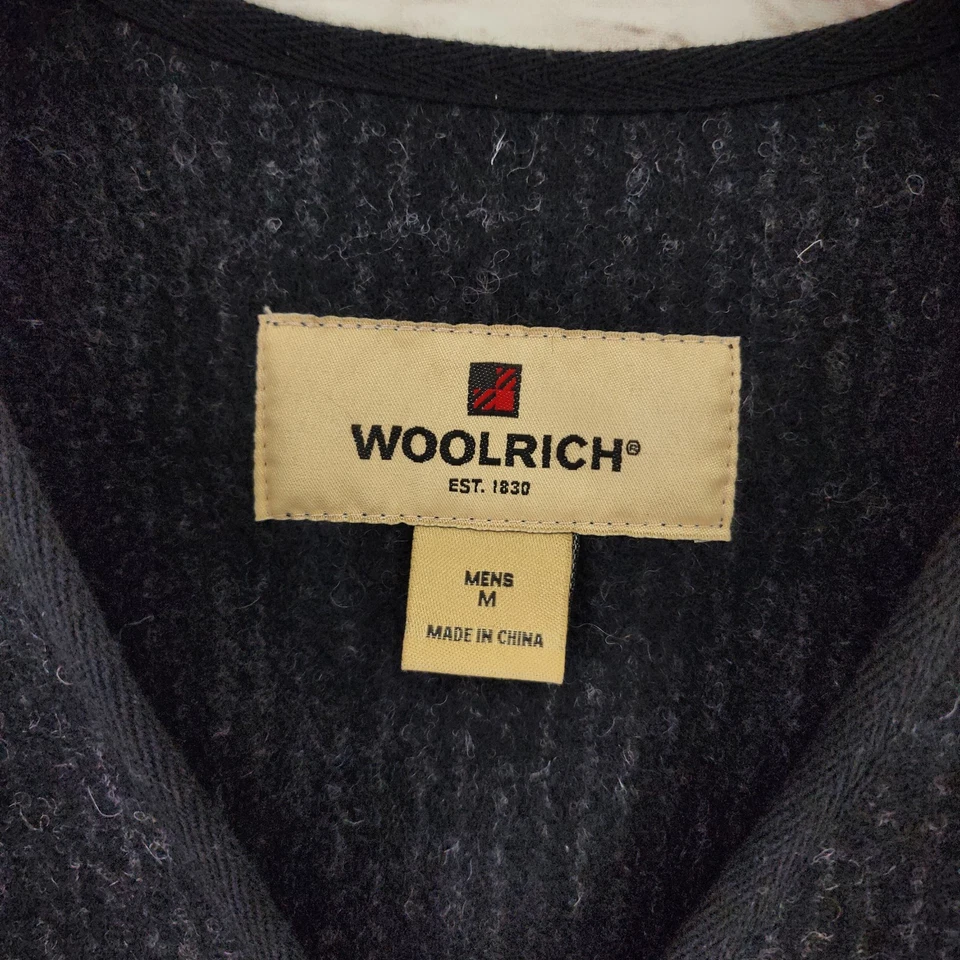 WOOLRICH®
EST. 1830
MENS
M
MADE IN CHINA